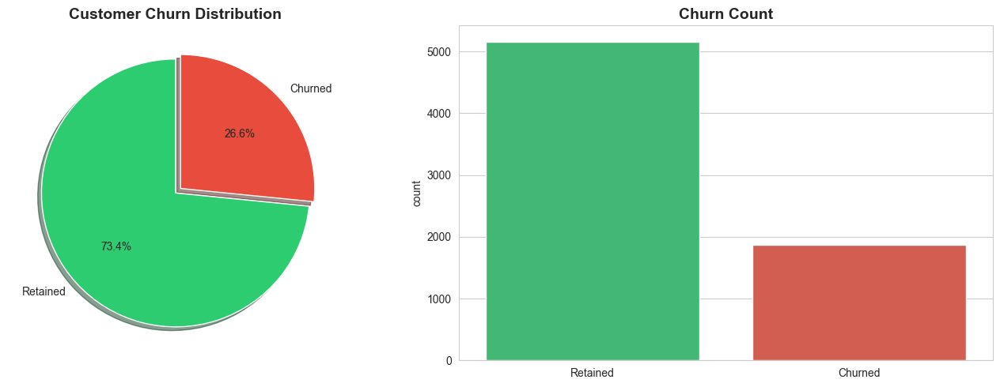 Customer Churn Distribution
Churned
26.6%
73.4%
Retained
Churn Count
count
5000
4000
3000
2000
1000
0
Retained Churned